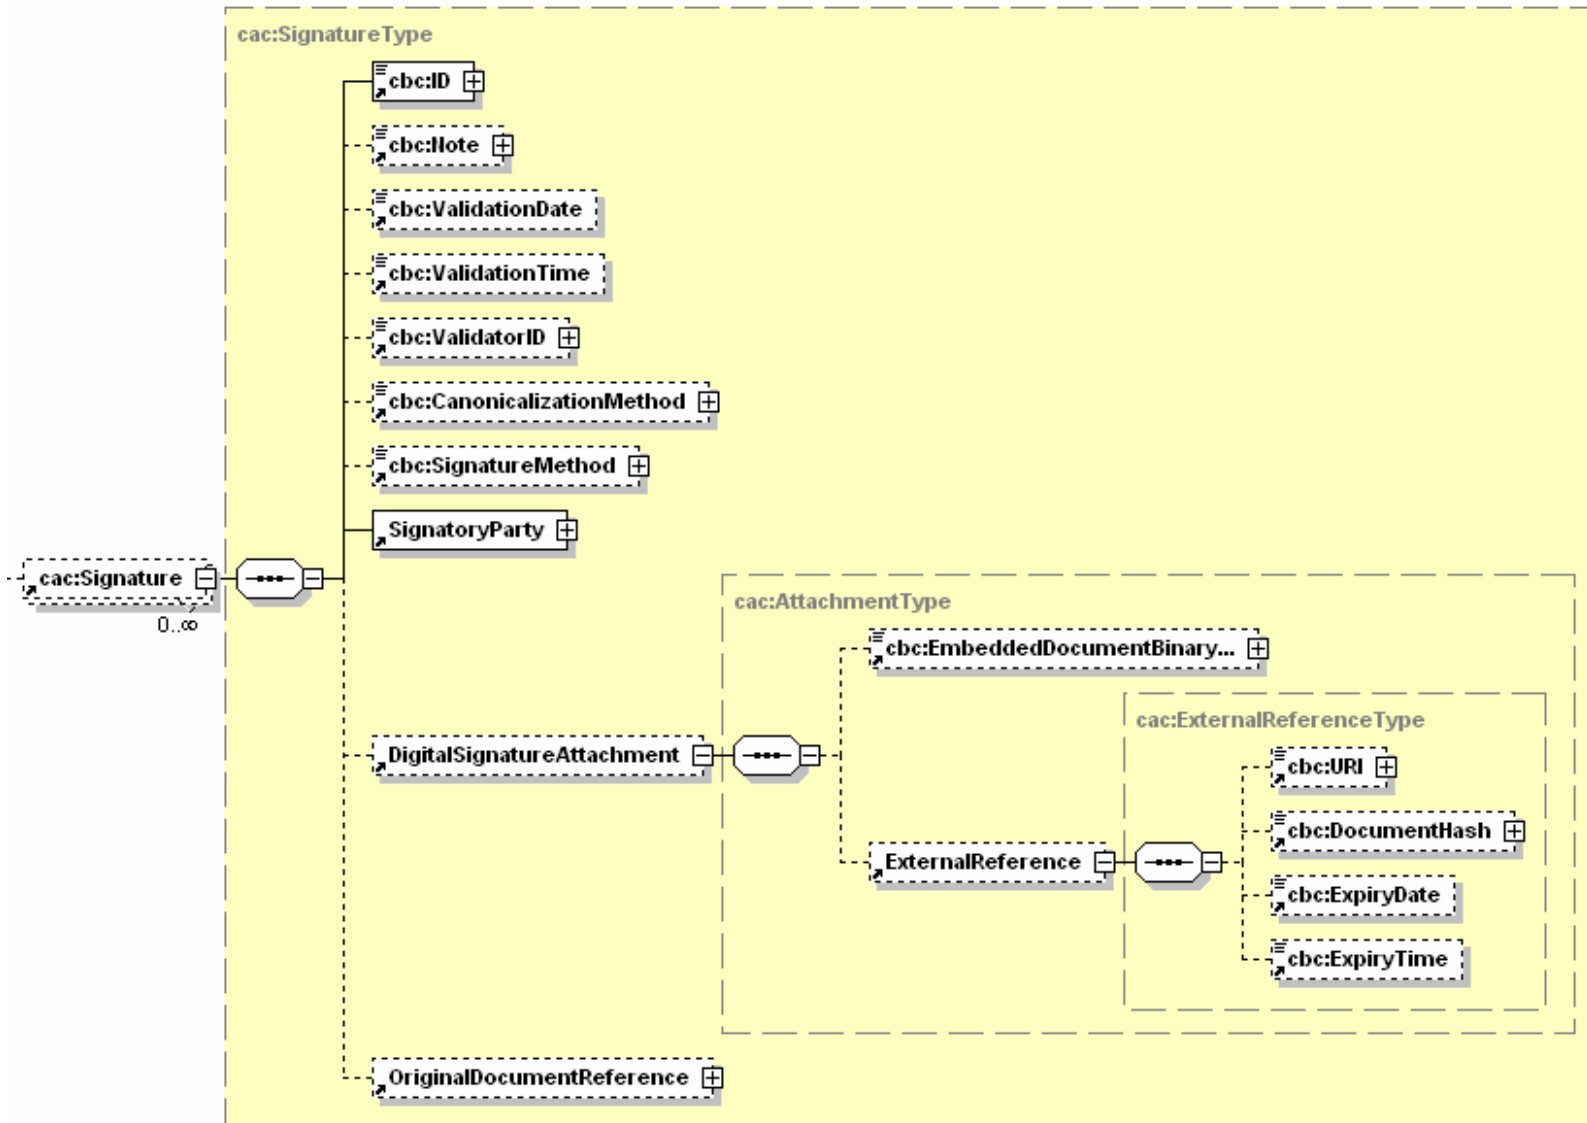 cac:SignatureType
cbc:ID
cbc:Note
cbc:ValidationDate
cbc:ValidationTime
cbc:ValidatorID
cbc:CanonicalizationMethod
cbc:SignatureMethod
SignatoryParty
cac:Signature
0..∞
cac:AttachmentType
cbc:EmbeddedDocumentBinary...
cac:ExternalReferenceType
DigitalSignatureAttachment
cbc:URI
cbc:DocumentHash
ExternalReference
cbc:ExpiryDate
cbc:ExpiryTime
OriginalDocumentReference